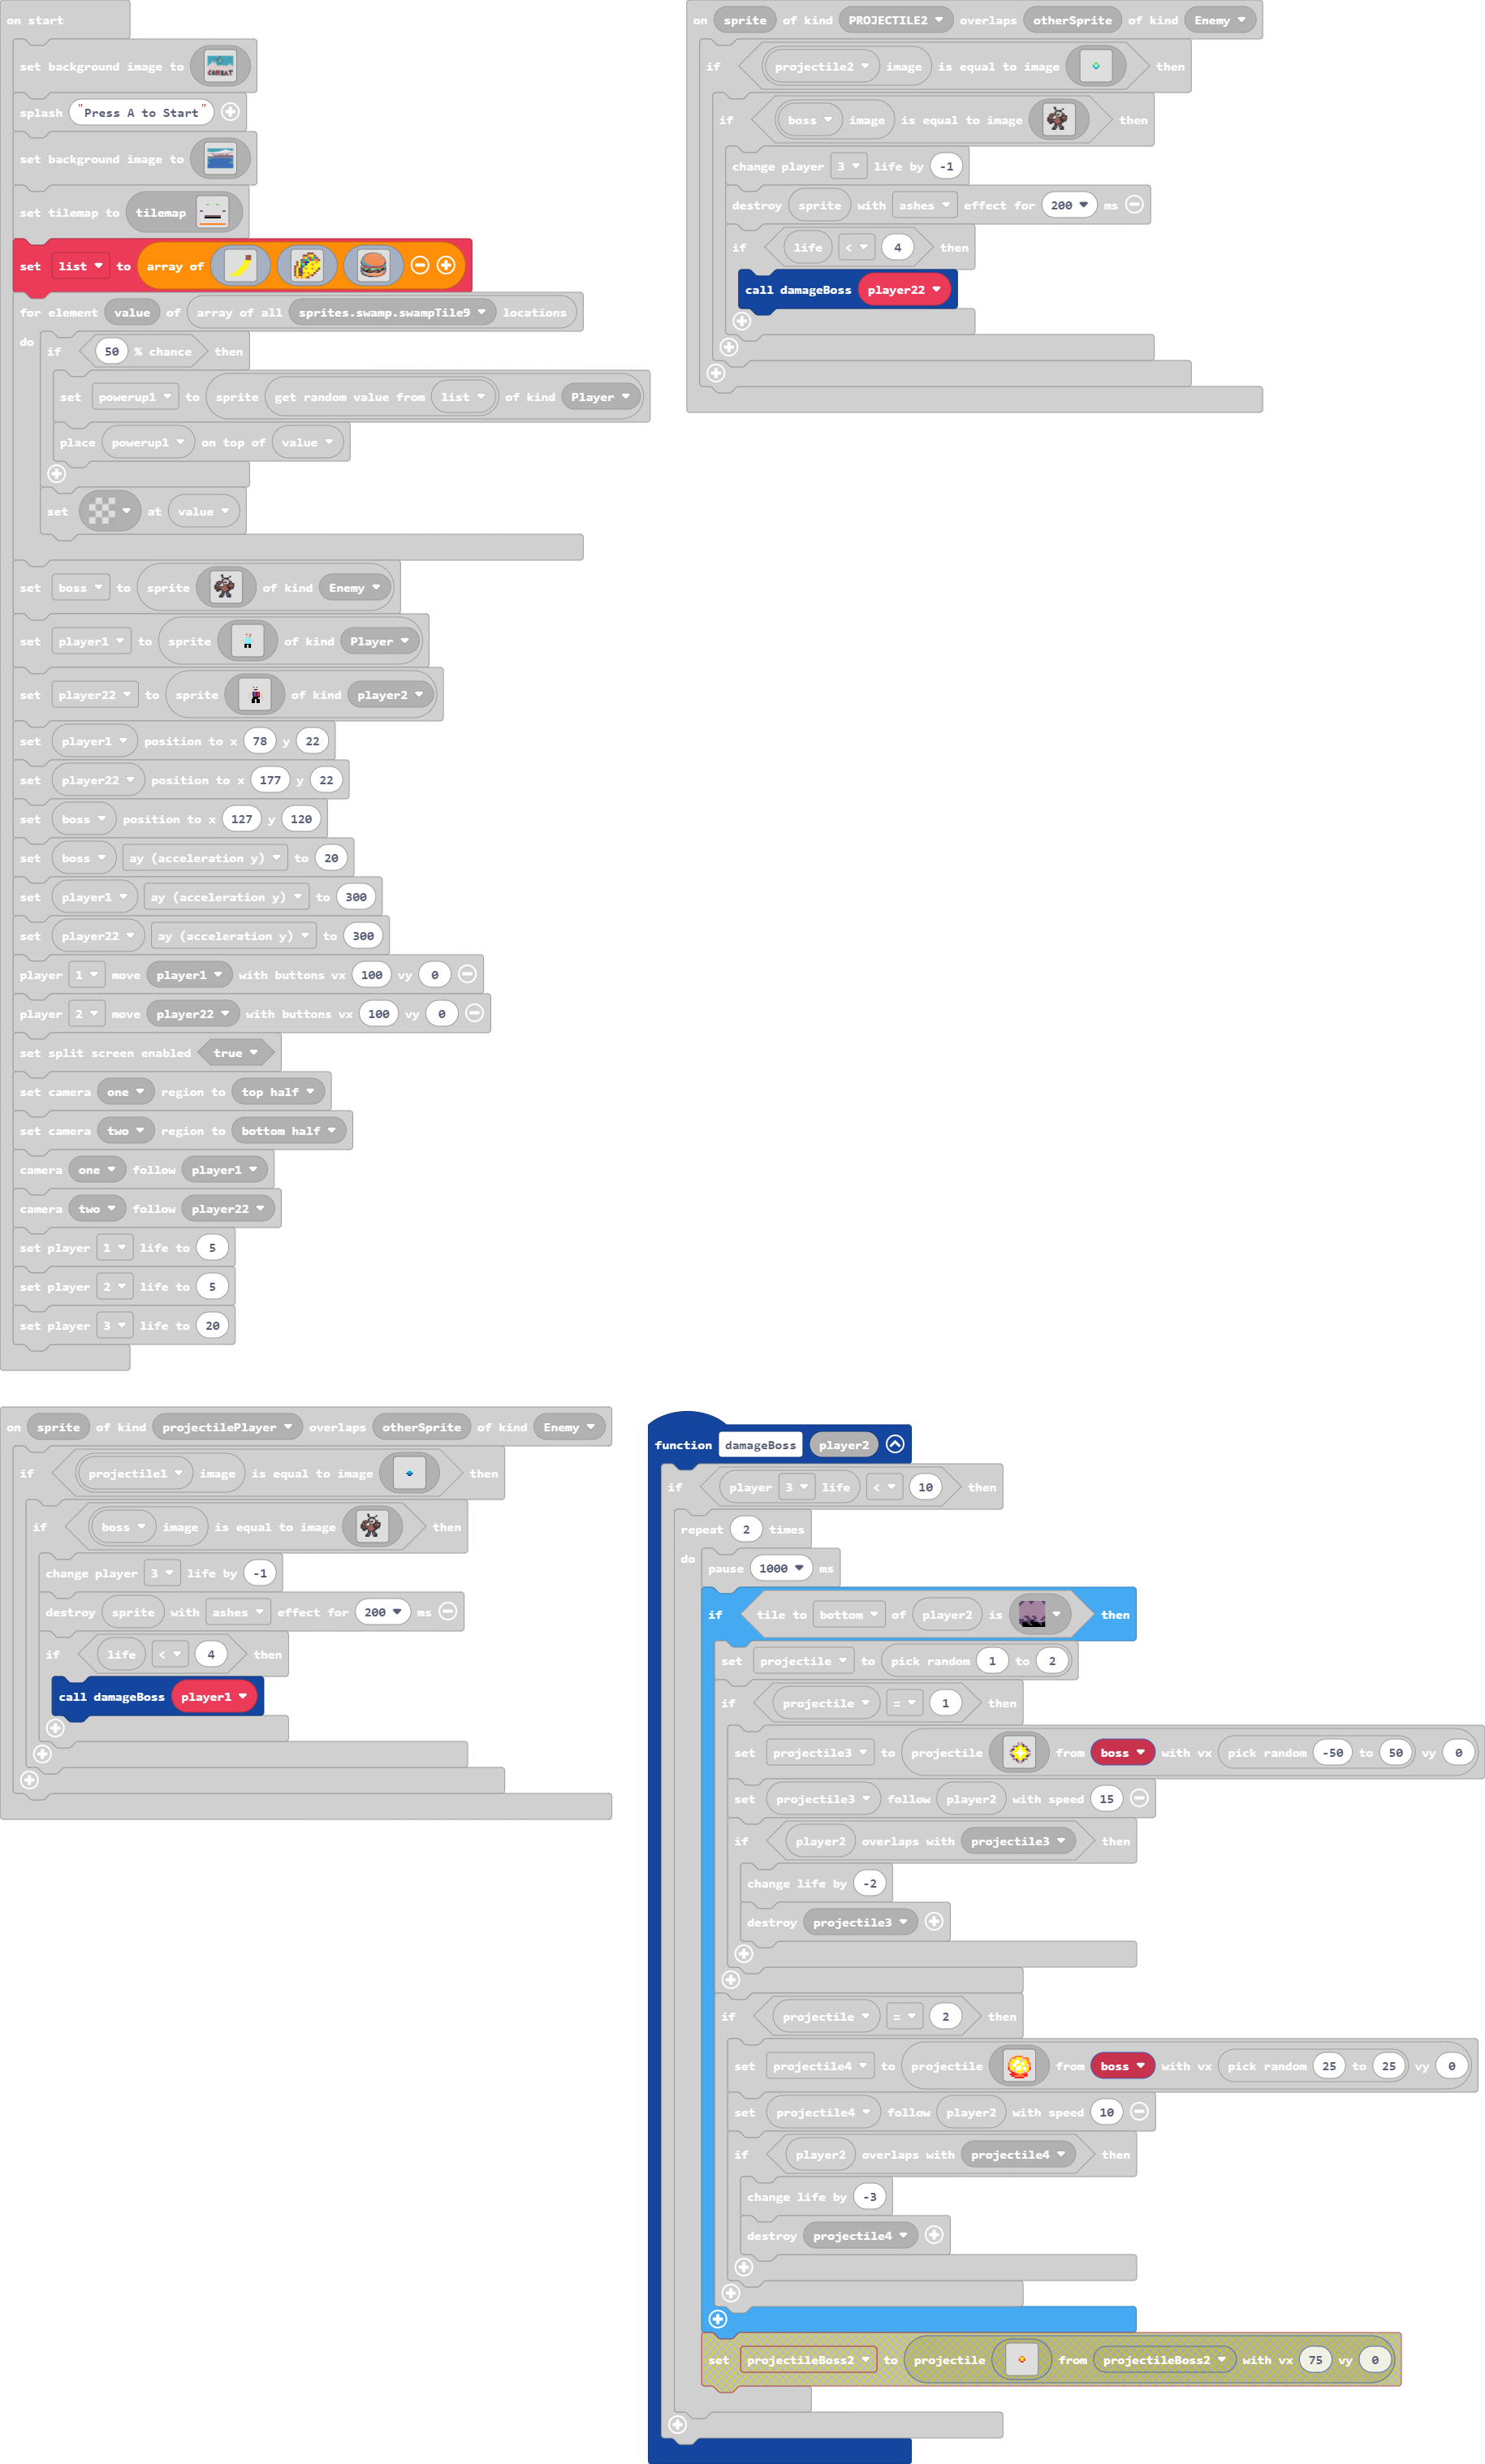 on start
set background image to COMBAT
splash "Press A to Start"
set background image to
set tilemap to tilemap
set list to array of
for element value of array of all sprites.swamp.swampTile9 locations
do if 50 % chance then
set powerup1 to sprite get random value from list of kind Player
place powerup1 on top of value
set at value
set boss to sprite of kind Enemy
set player1 to sprite of kind Player
set player22 to sprite of kind player2
set player1 position to x 78 y 22
set player22 position to x 177 y 22
set boss position to x 127 y 120
set boss ay (acceleration y) to 20
set player1 ay (acceleration y) to 300
set player22 ay (acceleration y) to 300
player 1 move player1 with buttons vx 100 vy 0
player 2 move player22 with buttons vx 100 vy 0
set split screen enabled true
set camera one region to top half
set camera two region to bottom half
camera one follow player1
camera two follow player22
set player 1 life to 5
set player 2 life to 5
set player 3 life to 20
on sprite of kind PROJECTILE2 overlaps otherSprite of kind Enemy
if projectile2 image is equal to image then
if boss image is equal to image then
change player 3 life by -1
destroy sprite with ashes effect for 200 ms
if life < 4 then
call damageBoss player22
on sprite of kind projectilePlayer overlaps otherSprite of kind Enemy
if projectile1 image is equal to image then
if boss image is equal to image then
change player 3 life by -1
destroy sprite with ashes effect for 200 ms
if life < 4 then
call damageBoss player1
function damageBoss player2
if player 3 life < 10 then
repeat 2 times
do pause 1000 ms
if tile to bottom of player2 is then
set projectile to pick random 1 to 2
if projectile = 1 then
set projectile3 to projectile from boss with vx pick random -50 to 50 vy 0
set projectile3 follow player2 with speed 15
if player2 overlaps with projectile3 then
change life by -2
destroy projectile3
if projectile = 2 then
set projectile4 to projectile from boss with vx pick random 25 to 25 vy 0
set projectile4 follow player2 with speed 10
if player2 overlaps with projectile4 then
change life by -3
destroy projectile4
set projectileBoss2 to projectile from projectileBoss2 with vx 75 vy 0